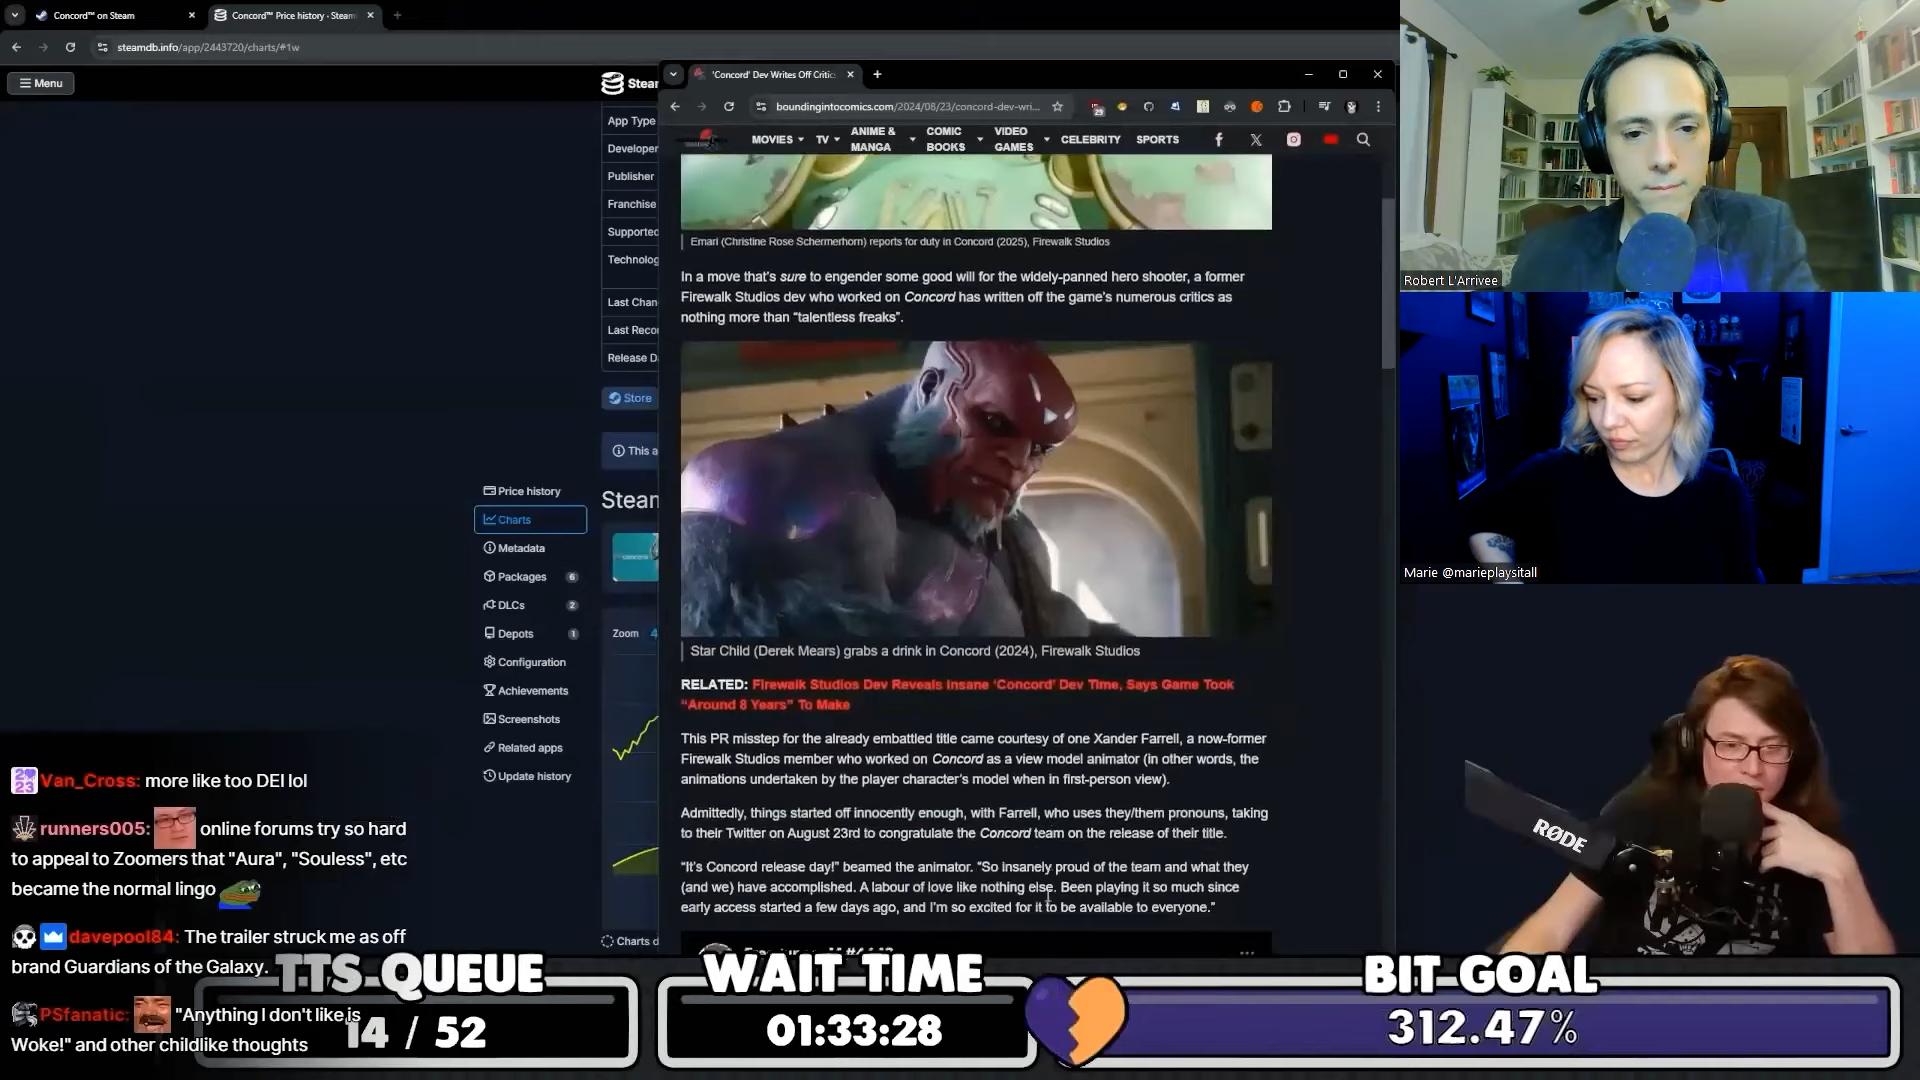 Concord™ on Steam
Concord™ Price history · Steam
steamdb.info/app/2443720/charts/#1w
Menu
Steam
App Type
Developer
Publisher
Franchise
Supported
Technolog
Last Chan
Last Reco
Release D
Store
This a
Steam
Price history
Charts
Metadata
Packages 6
DLCs 2
Depots 1
Configuration
Achievements
Screenshots
Related apps
Update history
Zoom 4
Charts d
'Concord' Dev Writes Off Critic
boundingintocomics.com/2024/08/23/concord-dev-wri...
29
MOVIES
TV
ANIME & MANGA
COMIC BOOKS
VIDEO GAMES
CELEBRITY
SPORTS
Emari (Christine Rose Schermerhorn) reports for duty in Concord (2025), Firewalk Studios
In a move that's sure to engender some good will for the widely-panned hero shooter, a former
Firewalk Studios dev who worked on Concord has written off the game's numerous critics as
nothing more than "talentless freaks".
Star Child (Derek Mears) grabs a drink in Concord (2024), Firewalk Studios
RELATED: Firewalk Studios Dev Reveals Insane 'Concord' Dev Time, Says Game Took
"Around 8 Years" To Make
This PR misstep for the already embattled title came courtesy of one Xander Farrell, a now-former
Firewalk Studios member who worked on Concord as a view model animator (in other words, the
animations undertaken by the player character's model when in first-person view).
Admittedly, things started off innocently enough, with Farrell, who uses they/them pronouns, taking
to their Twitter on August 23rd to congratulate the Concord team on the release of their title.
"It's Concord release day!" beamed the animator. "So insanely proud of the team and what they
(and we) have accomplished. A labour of love like nothing else. Been playing it so much since
early access started a few days ago, and I'm so excited for it to be available to everyone."
Robert L'Arrivee
Marie @marieplaysitall
RØDE
Van_Cross: more like too DEI lol
runners005: online forums try so hard
to appeal to Zoomers that "Aura", "Souless", etc
became the normal lingo
davepool84: The trailer struck me as off
brand Guardians of the Galaxy.
PSfanatic: "Anything I don't like is
Woke!" and other childlike thoughts
TTS QUEUE
14 / 52
WAIT TIME
01:33:28
BIT GOAL
312.47%